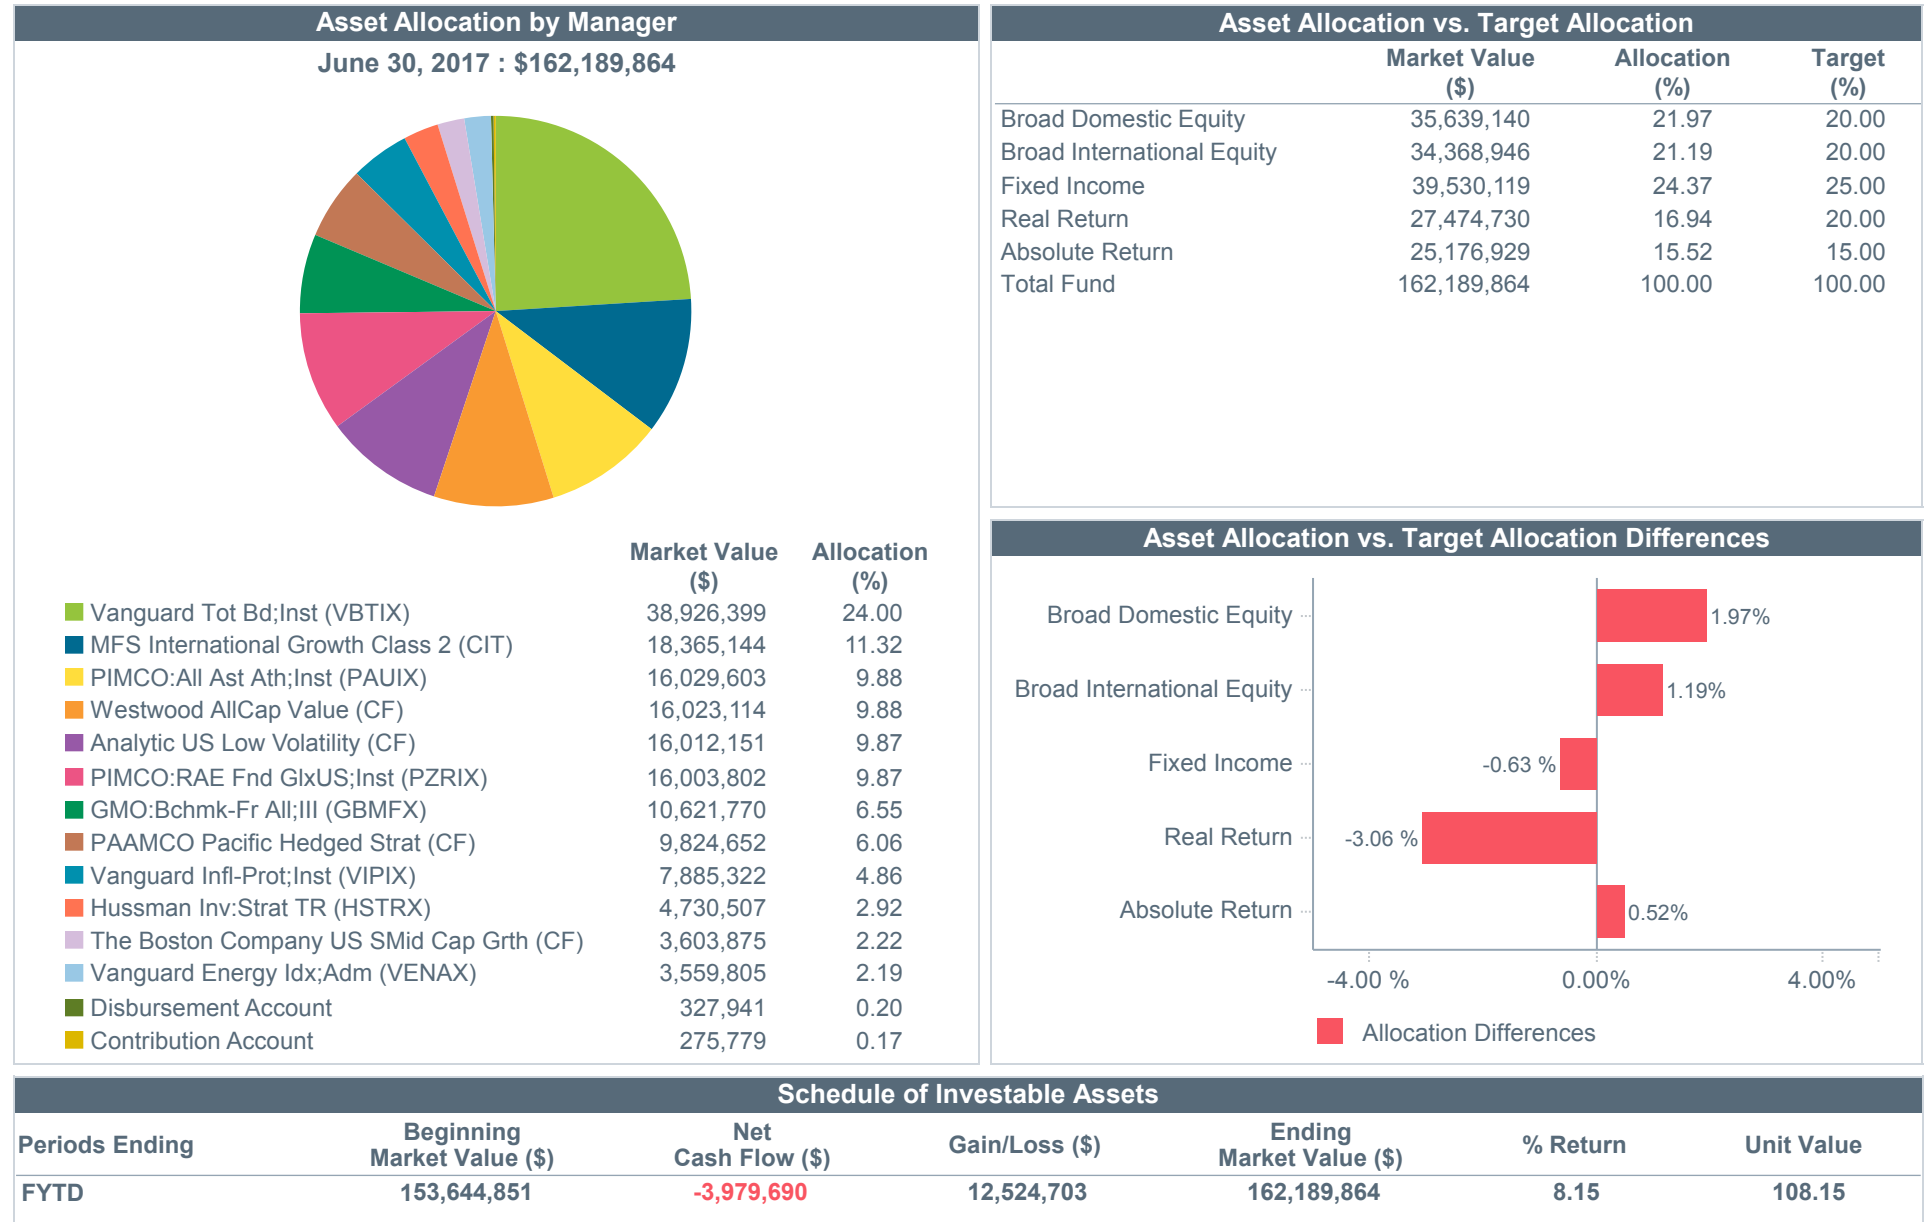 Asset Allocation by Manager
June 30, 2017 : $162,189,864
Market Value ($) Allocation (%)
Vanguard Tot Bd;Inst (VBTIX) 38,926,399 24.00
MFS International Growth Class 2 (CIT) 18,365,144 11.32
PIMCO:All Ast Ath;Inst (PAUIX) 16,029,603 9.88
Westwood AllCap Value (CF) 16,023,114 9.88
Analytic US Low Volatility (CF) 16,012,151 9.87
PIMCO:RAE Fnd GlxUS;Inst (PZRIX) 16,003,802 9.87
GMO:Bchmk-Fr All;III (GBMFX) 10,621,770 6.55
PAAMCO Pacific Hedged Strat (CF) 9,824,652 6.06
Vanguard Infl-Prot;Inst (VIPIX) 7,885,322 4.86
Hussman Inv:Strat TR (HSTRX) 4,730,507 2.92
The Boston Company US SMid Cap Grth (CF) 3,603,875 2.22
Vanguard Energy Idx;Adm (VENAX) 3,559,805 2.19
Disbursement Account 327,941 0.20
Contribution Account 275,779 0.17
Asset Allocation vs. Target Allocation
Market Value ($) Allocation (%) Target (%)
Broad Domestic Equity 35,639,140 21.97 20.00
Broad International Equity 34,368,946 21.19 20.00
Fixed Income 39,530,119 24.37 25.00
Real Return 27,474,730 16.94 20.00
Absolute Return 25,176,929 15.52 15.00
Total Fund 162,189,864 100.00 100.00
Asset Allocation vs. Target Allocation Differences
Broad Domestic Equity 1.97%
Broad International Equity 1.19%
Fixed Income -0.63 %
Real Return -3.06 %
Absolute Return 0.52%
-4.00 % 0.00% 4.00%
Allocation Differences
Schedule of Investable Assets
Periods Ending Beginning Market Value ($) Net Cash Flow ($) Gain/Loss ($) Ending Market Value ($) % Return Unit Value
FYTD 153,644,851 -3,979,690 12,524,703 162,189,864 8.15 108.15